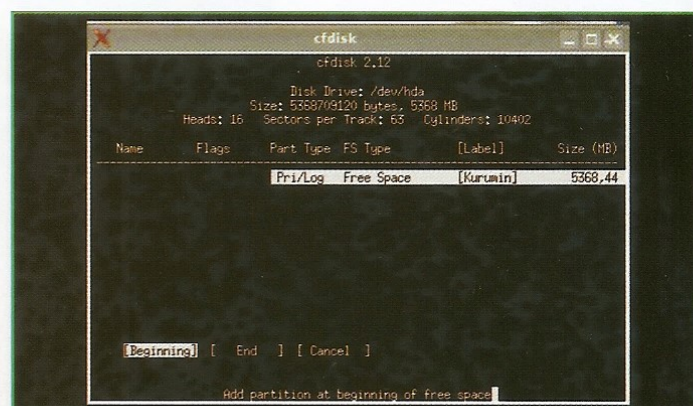 cfdisk
cfdisk 2.12
Disk Drive: /dev/hda
Size: 5368709120 bytes, 5368 MB
Heads: 16 Sectors per Track: 63 Cylinders: 10402
Name Flags Part Type FS Type [Label] Size (MB)
Pri/Log Free Space [Kurumin] 5368,44
[Beginning] [ End ] [ Cancel ]
Add partition at beginning of free space